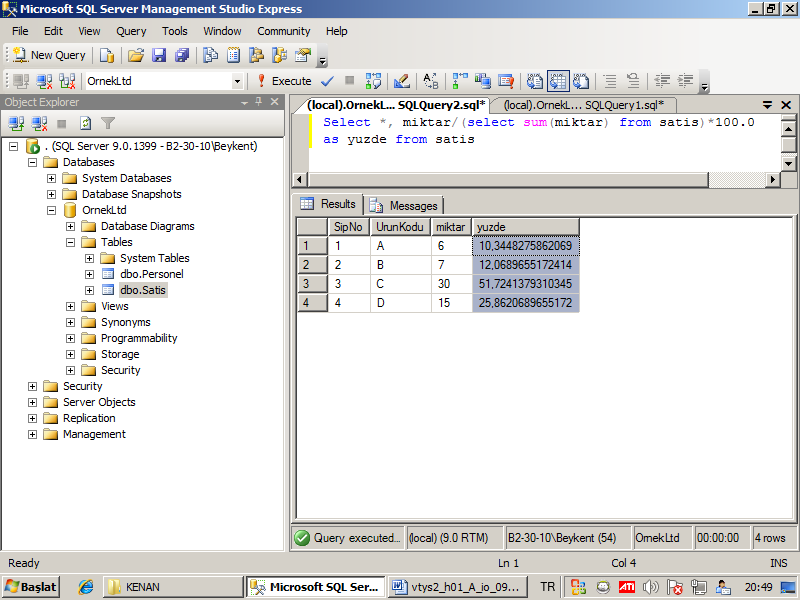 Microsoft SQL Server Management Studio Express
File Edit View Query Tools Window Community Help
New Query
OrnekLtd Execute
Object Explorer
(local).OrnekL... SQLQuery2.sql* (local).OrnekL... SQLQuery1.sql*
Select *, miktar/(select sum(miktar) from satis)*100.0
as yuzde from satis
. (SQL Server 9.0.1399 - B2-30-10\Beykent)
Databases
System Databases
Database Snapshots
OrnekLtd
Database Diagrams
Tables
System Tables
dbo.Personel
dbo.Satis
Views
Synonyms
Programmability
Storage
Security
Security
Server Objects
Replication
Management
Results Messages
SipNo UrunKodu miktar yuzde
1 1 A 6 10,3448275862069
2 2 B 7 12,0689655172414
3 3 C 30 51,7241379310345
4 4 D 15 25,8620689655172
Query executed... (local) (9.0 RTM) B2-30-10\Beykent (54) OrnekLtd 00:00:00 4 rows
Ready Ln 1 Col 4 INS
Başlat KENAN Microsoft SQL Ser... vtys2_h01_A_io_09... TR ATI 20:49